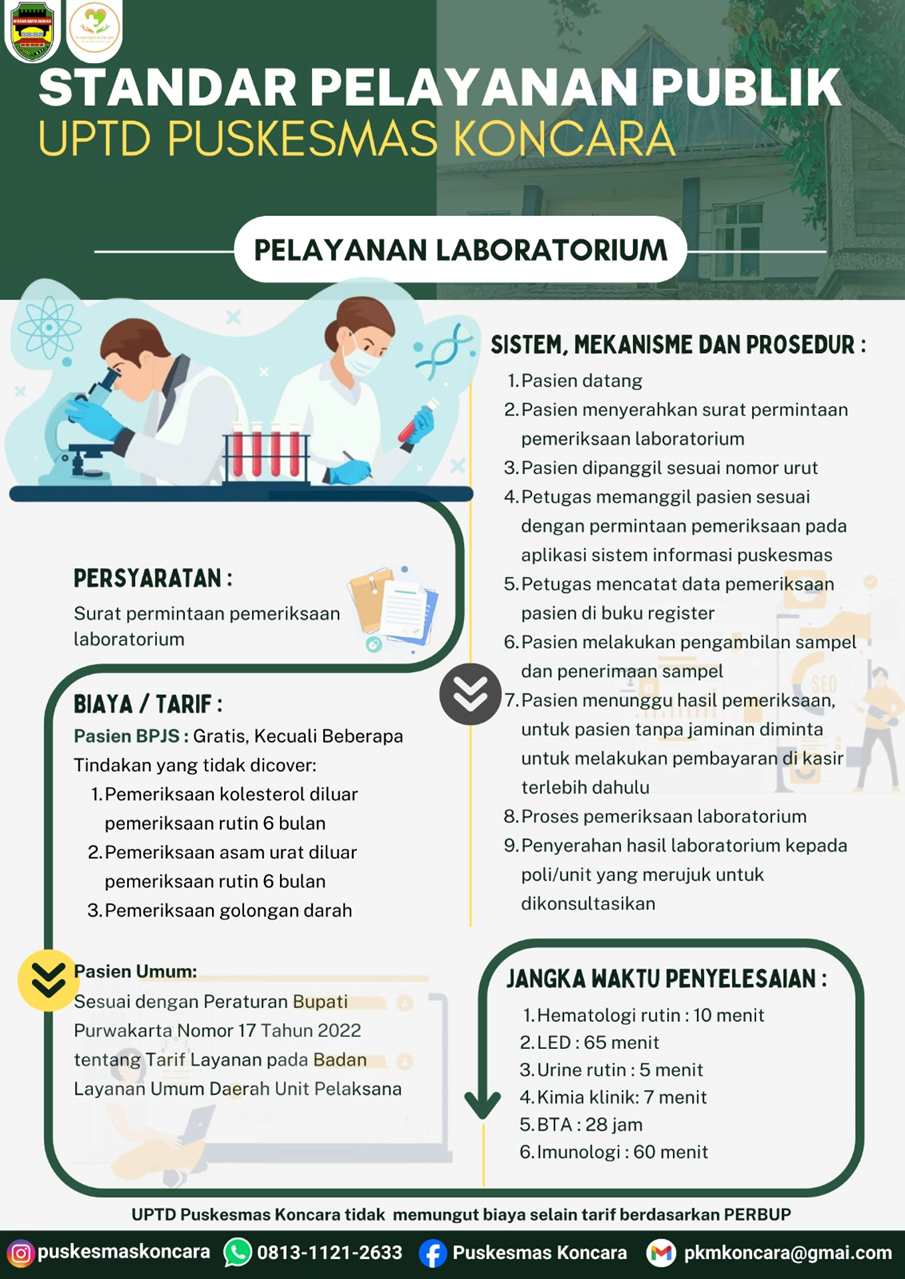 STANDAR PELAYANAN PUBLIK
UPTD PUSKESMAS KONCARA
PELAYANAN LABORATORIUM
PERSYARATAN :
Surat permintaan pemeriksaan
laboratorium
BIAYA / TARIF :
Pasien BPJS : Gratis, Kecuali Beberapa
Tindakan yang tidak dicover:
1. Pemeriksaan kolesterol diluar
pemeriksaan rutin 6 bulan
2. Pemeriksaan asam urat diluar
pemeriksaan rutin 6 bulan
3. Pemeriksaan golongan darah
Pasien Umum:
Sesuai dengan Peraturan Bupati
Purwakarta Nomor 17 Tahun 2022
tentang Tarif Layanan pada Badan
Layanan Umum Daerah Unit Pelaksana
SISTEM, MEKANISME DAN PROSEDUR :
1. Pasien datang
2. Pasien menyerahkan surat permintaan
pemeriksaan laboratorium
3. Pasien dipanggil sesuai nomor urut
4. Petugas memanggil pasien sesuai
dengan permintaan pemeriksaan pada
aplikasi sistem informasi puskesmas
5. Petugas mencatat data pemeriksaan
pasien di buku register
6. Pasien melakukan pengambilan sampel
dan penerimaan sampel
7. Pasien menunggu hasil pemeriksaan,
untuk pasien tanpa jaminan diminta
untuk melakukan pembayaran di kasir
terlebih dahulu
8. Proses pemeriksaan laboratorium
9. Penyerahan hasil laboratorium kepada
poli/unit yang merujuk untuk
dikonsultasikan
SEO
JANGKA WAKTU PENYELESAIAN :
1. Hematologi rutin : 10 menit
2. LED : 65 menit
3. Urine rutin : 5 menit
4. Kimia klinik: 7 menit
5. BTA : 28 jam
6. Imunologi : 60 menit
UPTD Puskesmas Koncara tidak memungut biaya selain tarif berdasarkan PERBUP
puskesmaskoncara 0813-1121-2633 Puskesmas Koncara pkmkoncara@gmai.com